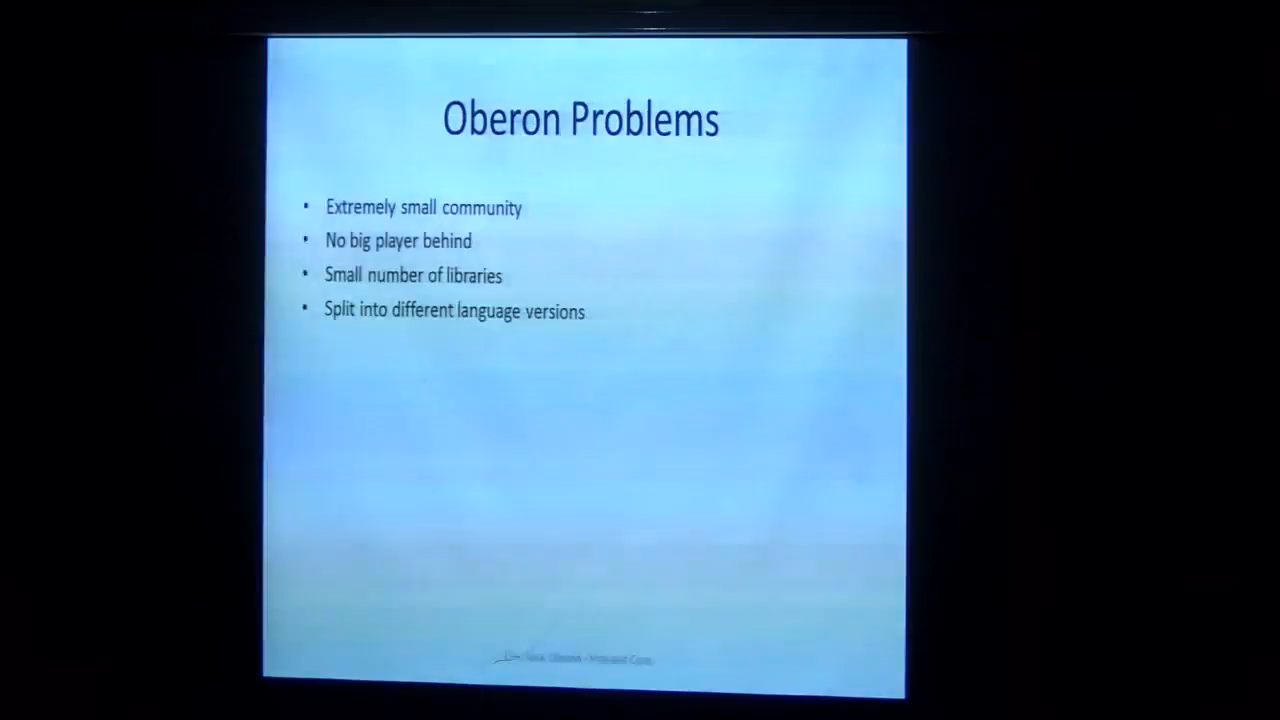 Oberon Problems
• Extremely small community
• No big player behind
• Small number of libraries
• Split into different language versions